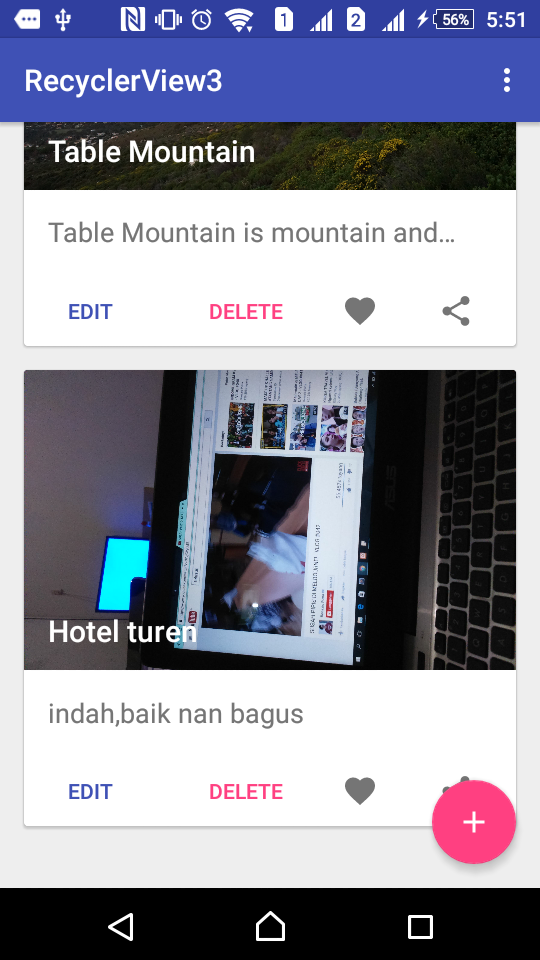 1
2
56%
5:51
RecyclerView3
Table Mountain
Table Mountain is mountain and…
EDIT DELETE
ASUS
Hotel turen
indah,baik nan bagus
EDIT DELETE